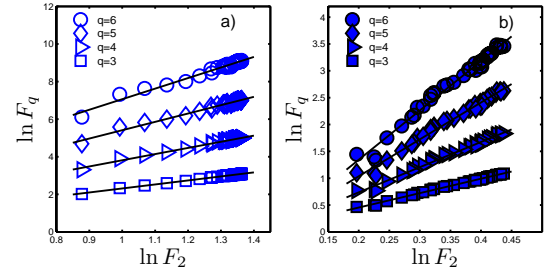 a)
q=6
q=5
q=4
q=3
ln F_q
10
8
6
4
2
0
0.8 0.9 1 1.1 1.2 1.3 1.4
ln F_2
b)
q=6
q=5
q=4
q=3
ln F_q
3.5
3
2.5
2
1.5
1
0.5
0
0.15 0.2 0.25 0.3 0.35 0.4 0.45 0.5
ln F_2